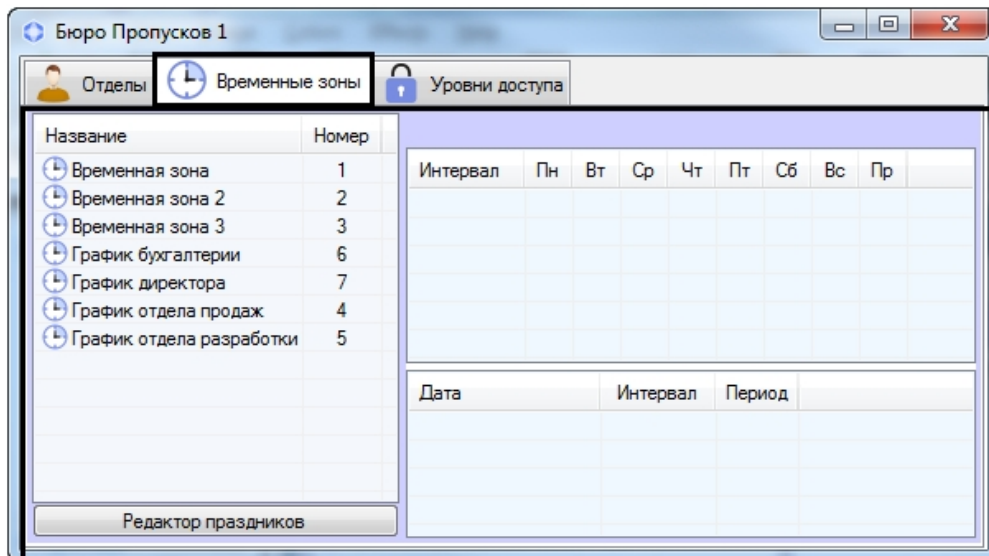 Бюро Пропусков 1
Отделы Временные зоны Уровни доступа
Название Номер
Временная зона 1
Временная зона 2 2
Временная зона 3 3
График бухгалтерии 6
График директора 7
График отдела продаж 4
График отдела разработки 5
Редактор праздников
Интервал Пн Вт Ср Чт Пт Сб Вс Пр
Дата Интервал Период